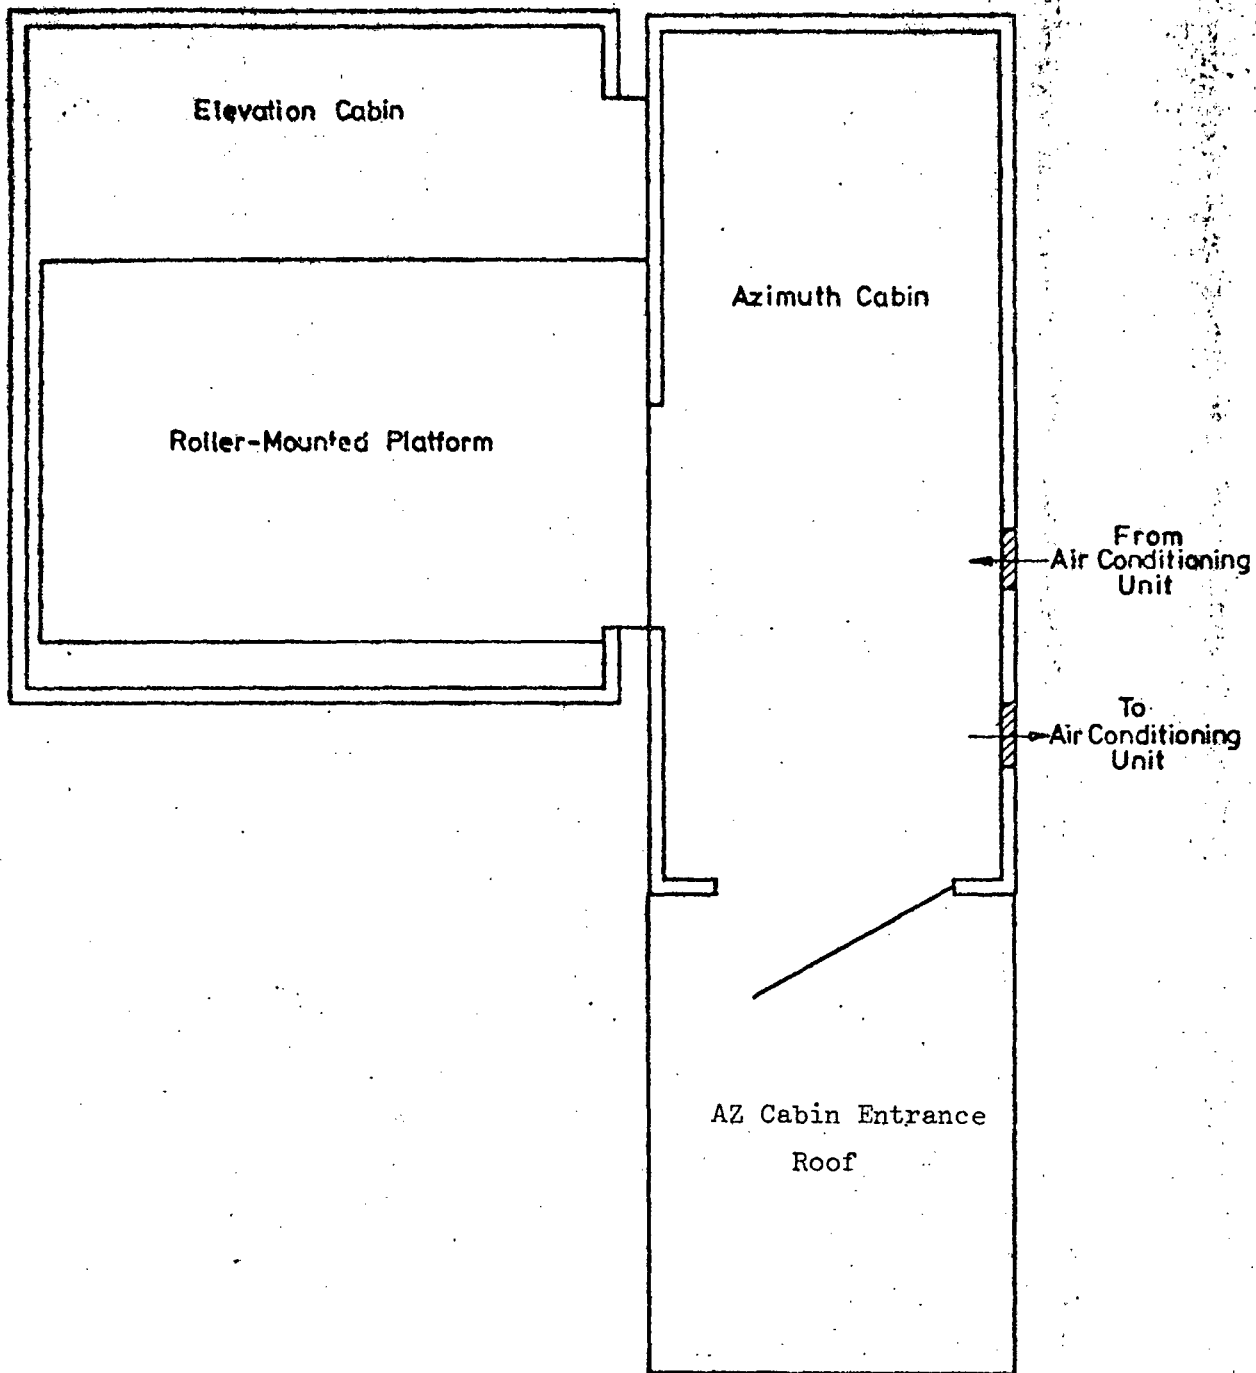 Elevation Cabin
Azimuth Cabin
Roller-Mounted Platform
From
Air Conditioning
Unit
To
Air Conditioning
Unit
AZ Cabin Entrance
Roof